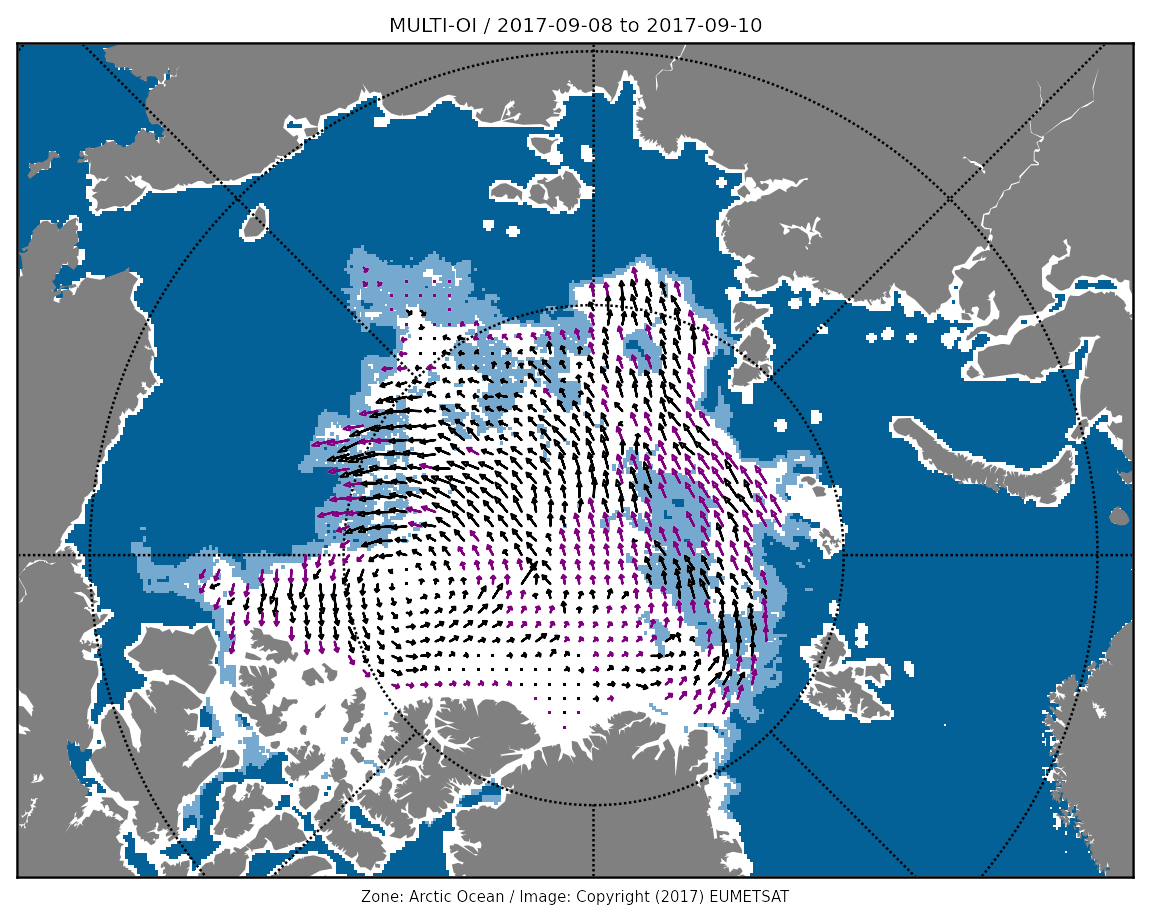 MULTI-OI / 2017-09-08 to 2017-09-10
Zone: Arctic Ocean / Image: Copyright (2017) EUMETSAT